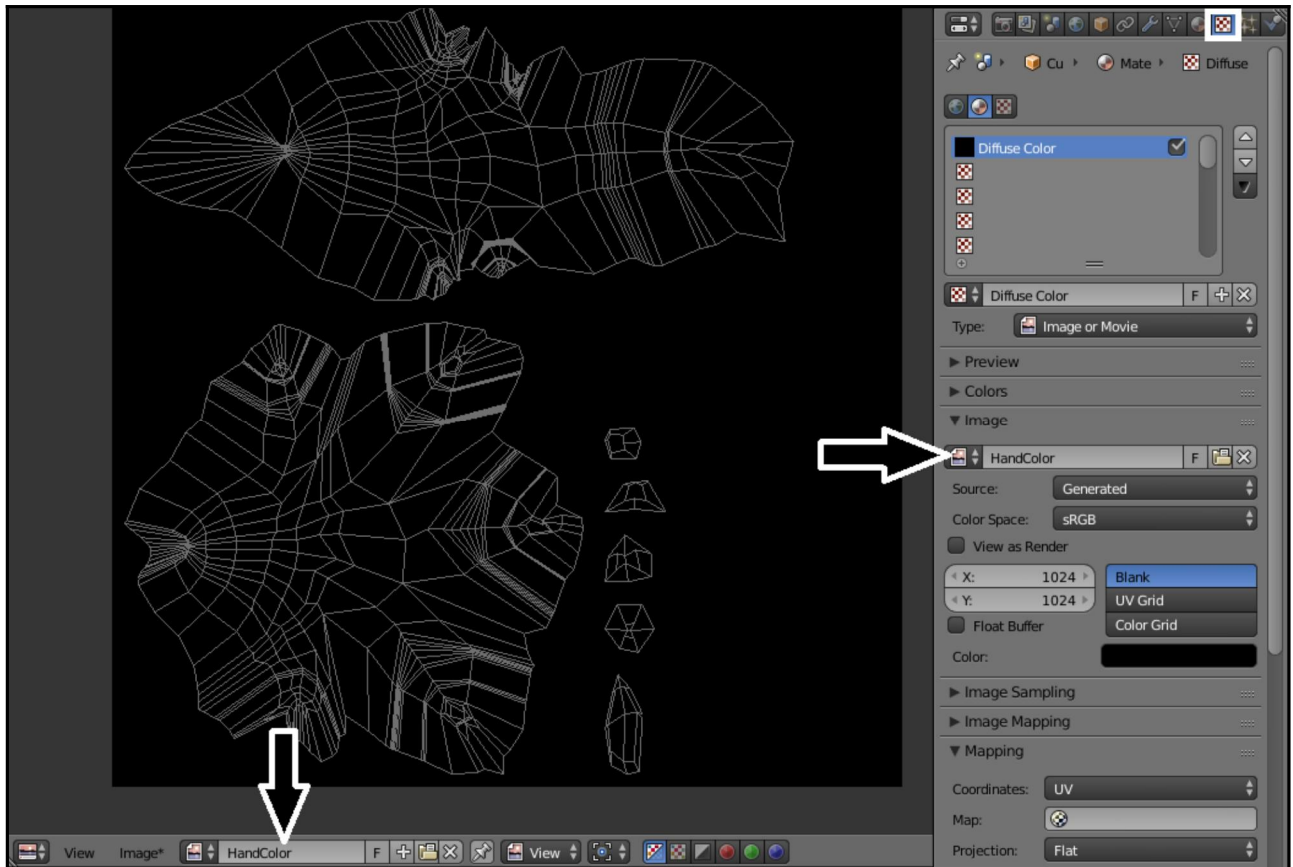 Cu Mate Diffuse
Diffuse Color
Diffuse Color F
Type: Image or Movie
Preview
Colors
Image
HandColor F
Source: Generated
Color Space: sRGB
View as Render
X: 1024 Blank
Y: 1024 UV Grid
Float Buffer Color Grid
Color:
Image Sampling
Image Mapping
Mapping
Coordinates: UV
Map:
Projection: Flat
View Image* HandColor F View